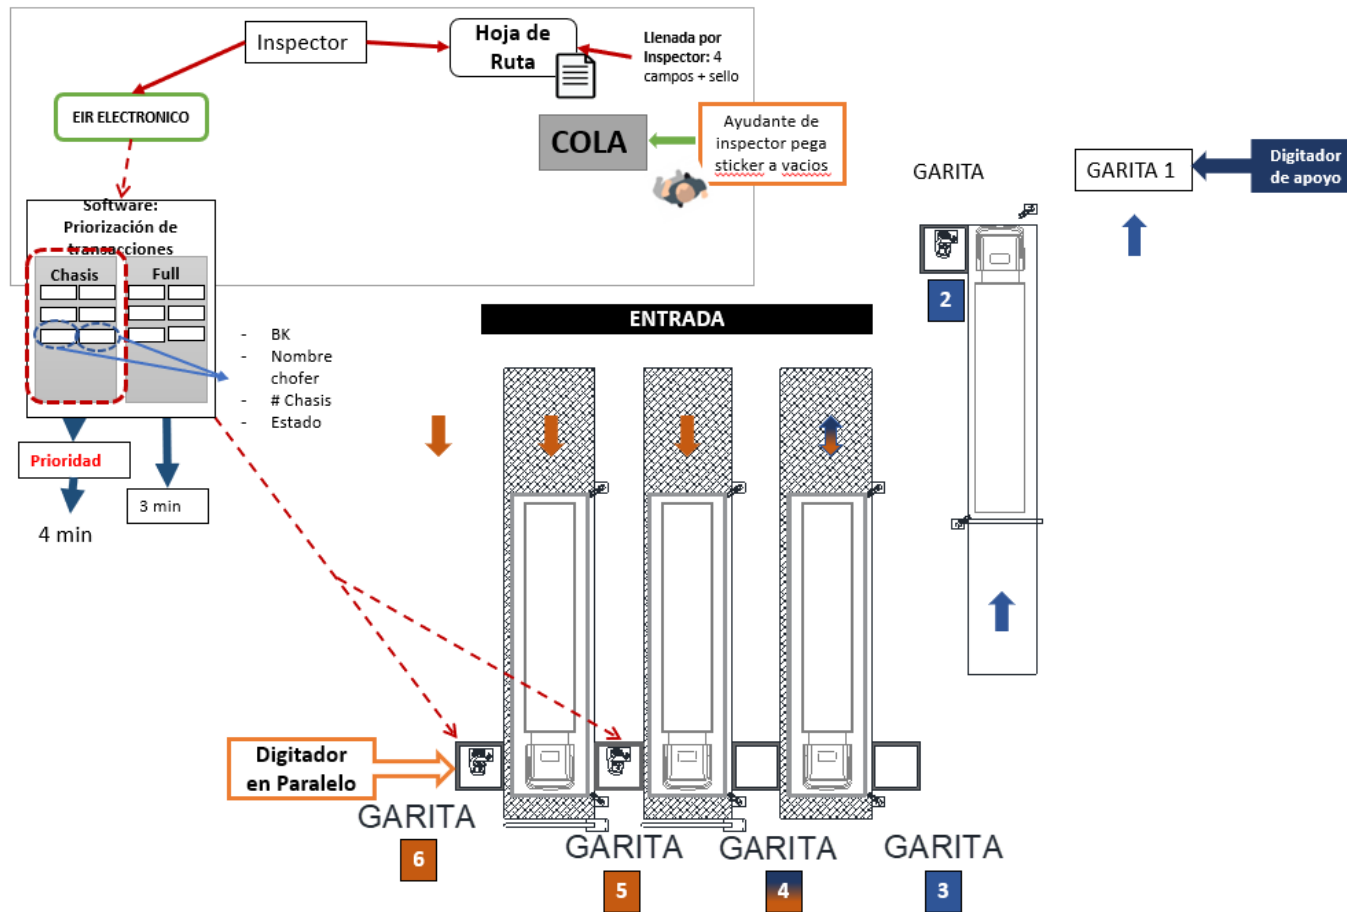 Inspector
Hoja de
Ruta
Llenada por
Inspector: 4
campos + sello
EIR ELECTRONICO
COLA
Ayudante de
inspector pega
sticker a vacios
GARITA
GARITA 1
Digitador
de apoyo
Software:
Priorización de
transacciones
Chasis
Full
2
ENTRADA
- BK
- Nombre
chofer
- # Chasis
- Estado
Prioridad
3 min
4 min
Digitador
en Paralelo
GARITA
6
GARITA
5
GARITA
4
GARITA
3